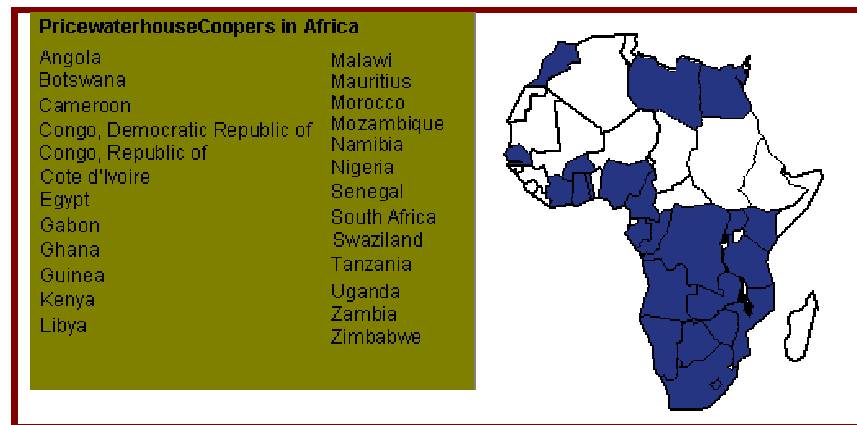 PricewaterhouseCoopers in Africa
Angola
Botswana
Cameroon
Congo, Democratic Republic of
Congo, Republic of
Cote d'Ivoire
Egypt
Gabon
Ghana
Guinea
Kenya
Libya
Malawi
Mauritius
Morocco
Mozambique
Namibia
Nigeria
Senegal
South Africa
Swaziland
Tanzania
Uganda
Zambia
Zimbabwe